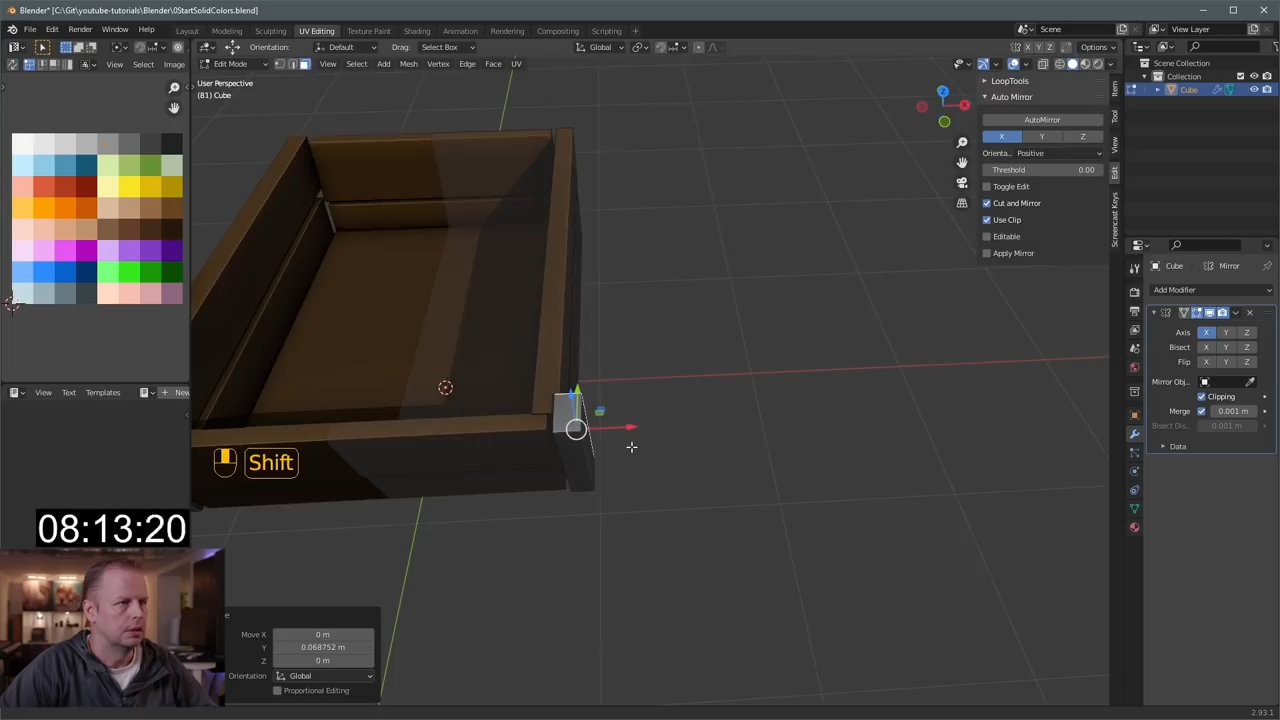 Blender* [C:\Git\youtube-tutorials\Blender\0StartSolidColors.blend]
File Edit Render Window Help Layout Modeling Sculpting UV Editing Texture Paint Shading Animation Rendering Compositing Scripting + Scene View Layer
Orientation: Default Drag: Select Box Global X Y Z Options
View Select Image Edit Mode View Select Add Mesh Vertex Edge Face UV
User Perspective
(81) Cube
Z
X
LoopTools
Auto Mirror
AutoMirror
X Y Z
Orienta... Positive
Threshold 0.00
Toggle Edit
Cut and Mirror
Use Clip
Editable
Apply Mirror
Item
Tool
View
Edit
Screencast Keys
Scene Collection
Collection
Cube
Cube Mirror
Add Modifier
Axis X Y Z
Bisect X Y Z
Flip X Y Z
Mirror Obj...
Clipping
Merge 0.001 m
Bisect Dis... 0.001 m
Data
View Text Templates New
Shift
08:13:20
e
Move X 0 m
Y 0.068752 m
Z 0 m
Orientation Global
Proportional Editing
2.93.1